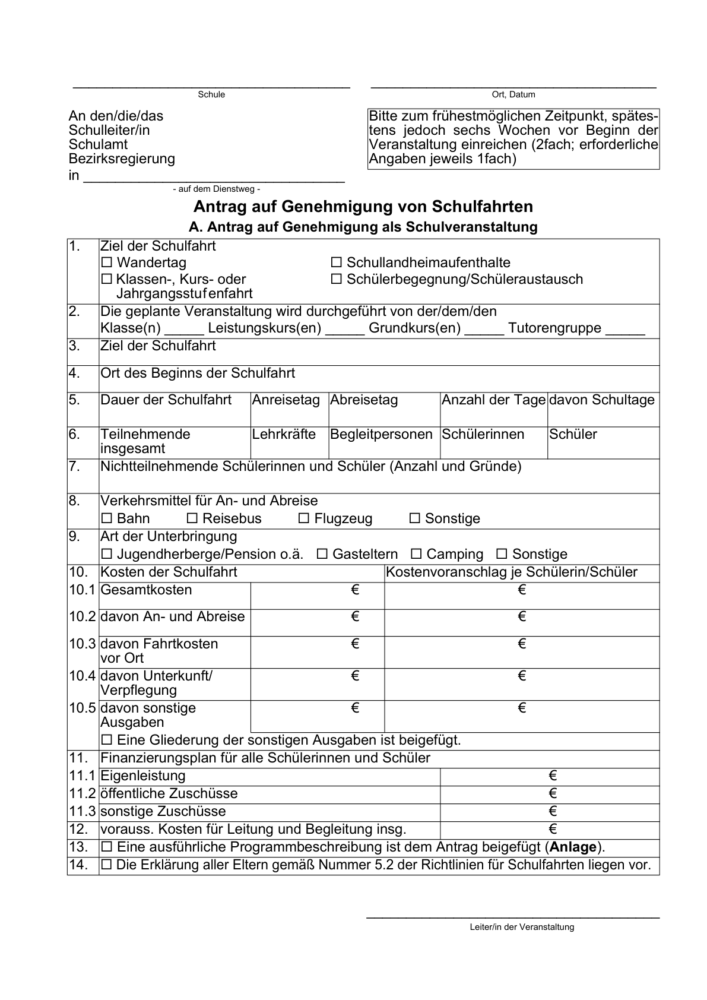 Schule
Ort, Datum
An den/die/das
Schulleiter/in
Schulamt
Bezirksregierung
in
- auf dem Dienstweg -
Bitte zum frühestmöglichen Zeitpunkt, spätes-
tens jedoch sechs Wochen vor Beginn der
Veranstaltung einreichen (2fach; erforderliche
Angaben jeweils 1fach)
Antrag auf Genehmigung von Schulfahrten
A. Antrag auf Genehmigung als Schulveranstaltung
1. Ziel der Schulfahrt
☐ Wandertag ☐ Schullandheimaufenthalte
☐ Klassen-, Kurs- oder ☐ Schülerbegegnung/Schüleraustausch
Jahrgangsstufenfahrt
2. Die geplante Veranstaltung wird durchgeführt von der/dem/den
Klasse(n) _____ Leistungskurs(en) _____ Grundkurs(en) _____ Tutorengruppe _____
3. Ziel der Schulfahrt
4. Ort des Beginns der Schulfahrt
5. Dauer der Schulfahrt Anreisetag Abreisetag Anzahl der Tage davon Schultage
6. Teilnehmende Lehrkräfte Begleitpersonen Schülerinnen Schüler
insgesamt
7. Nichtteilnehmende Schülerinnen und Schüler (Anzahl und Gründe)
8. Verkehrsmittel für An- und Abreise
☐ Bahn ☐ Reisebus ☐ Flugzeug ☐ Sonstige
9. Art der Unterbringung
☐ Jugendherberge/Pension o.ä. ☐ Gasteltern ☐ Camping ☐ Sonstige
10. Kosten der Schulfahrt Kostenvoranschlag je Schülerin/Schüler
10.1 Gesamtkosten € €
10.2 davon An- und Abreise € €
10.3 davon Fahrtkosten € €
vor Ort
10.4 davon Unterkunft/ € €
Verpflegung
10.5 davon sonstige € €
Ausgaben
☐ Eine Gliederung der sonstigen Ausgaben ist beigefügt.
11. Finanzierungsplan für alle Schülerinnen und Schüler
11.1 Eigenleistung €
11.2 öffentliche Zuschüsse €
11.3 sonstige Zuschüsse €
12. vorauss. Kosten für Leitung und Begleitung insg. €
13. ☐ Eine ausführliche Programmbeschreibung ist dem Antrag beigefügt (Anlage).
14. ☐ Die Erklärung aller Eltern gemäß Nummer 5.2 der Richtlinien für Schulfahrten liegen vor.
Leiter/in der Veranstaltung